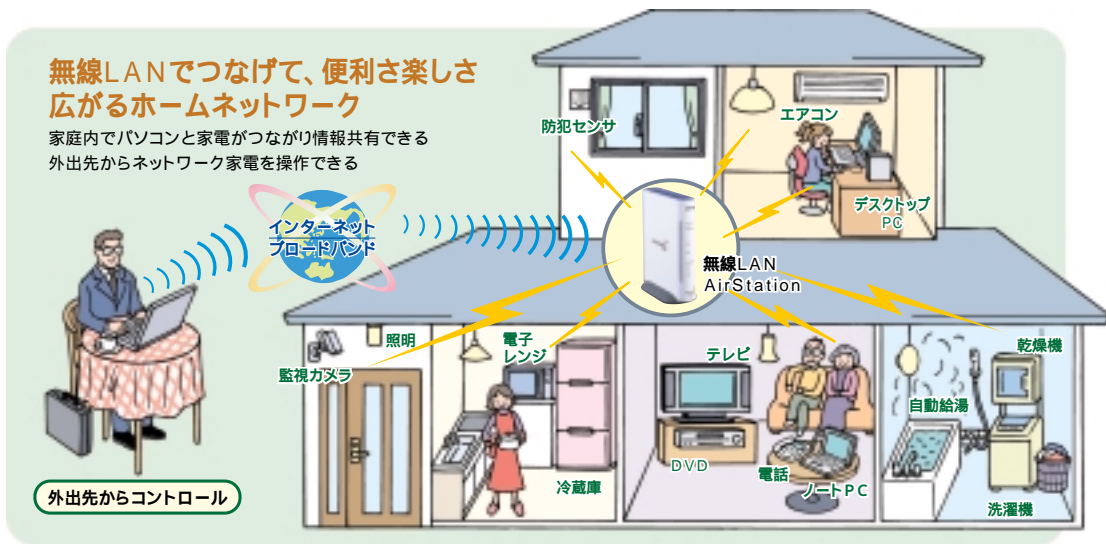 無線LANでつなげて、便利さ楽しさ
広がるホームネットワーク
家庭内でパソコンと家電がつながり情報共有できる
外出先からネットワーク家電を操作できる
防犯センサ
エアコン
デスクトップ
PC
インターネット
ブロードバンド
無線LAN
AirStation
照明
監視カメラ
電子
レンジ
冷蔵庫
テレビ
DVD
電話
ノートPC
乾燥機
自動給湯
洗濯機
外出先からコントロール